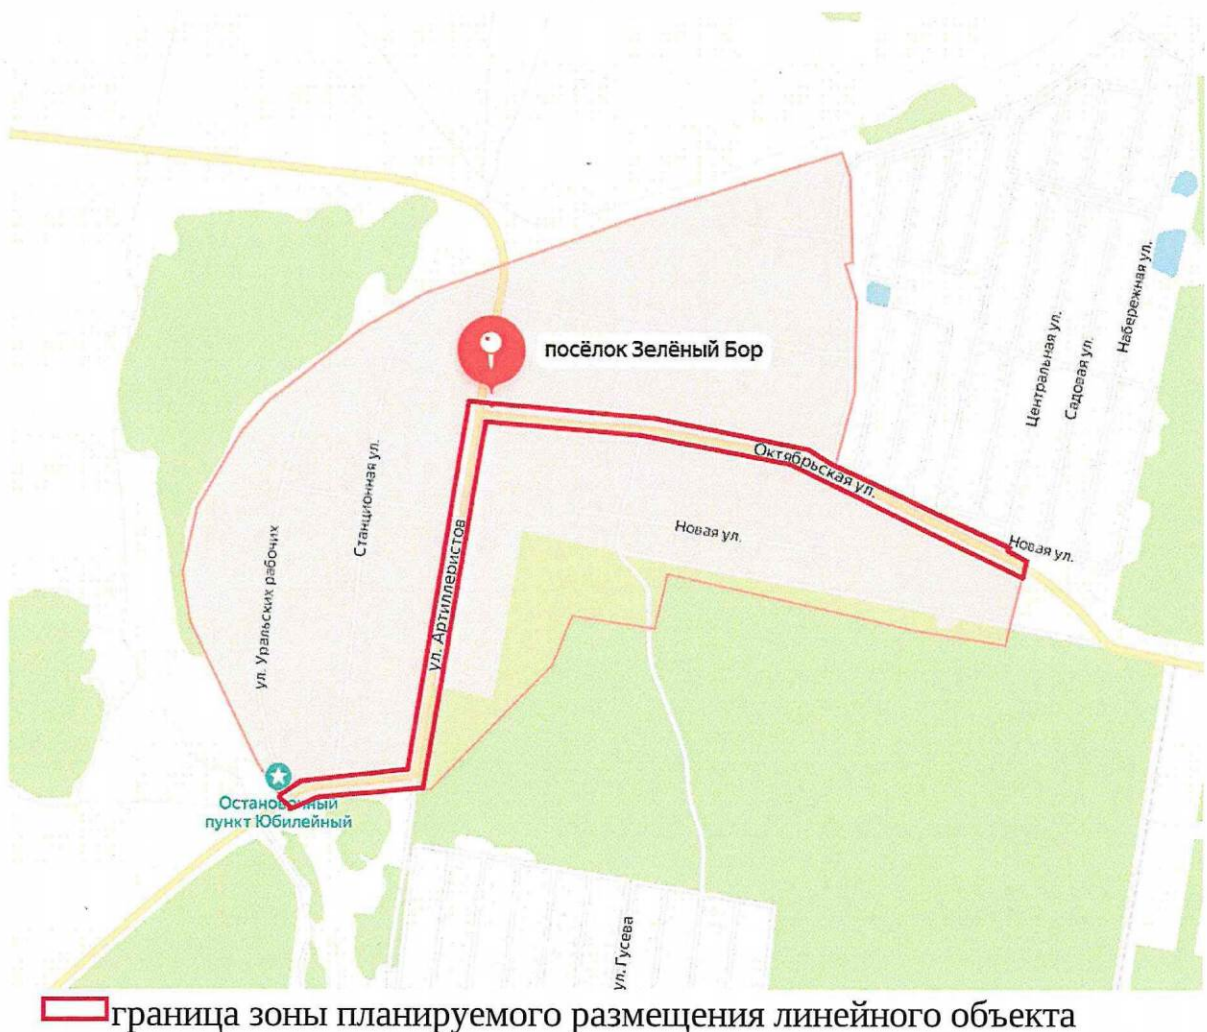 посёлок Зелёный Бор
Набережная ул.
Центральная ул.
Садовая ул.
Октябрьская ул.
Станционная ул.
Новая ул.
Новая ул.
ул. Артиллеристов
ул. Уральских рабочих
Остановочный
пункт Юбилейный
ул. Гусева
граница зоны планируемого размещения линейного объекта